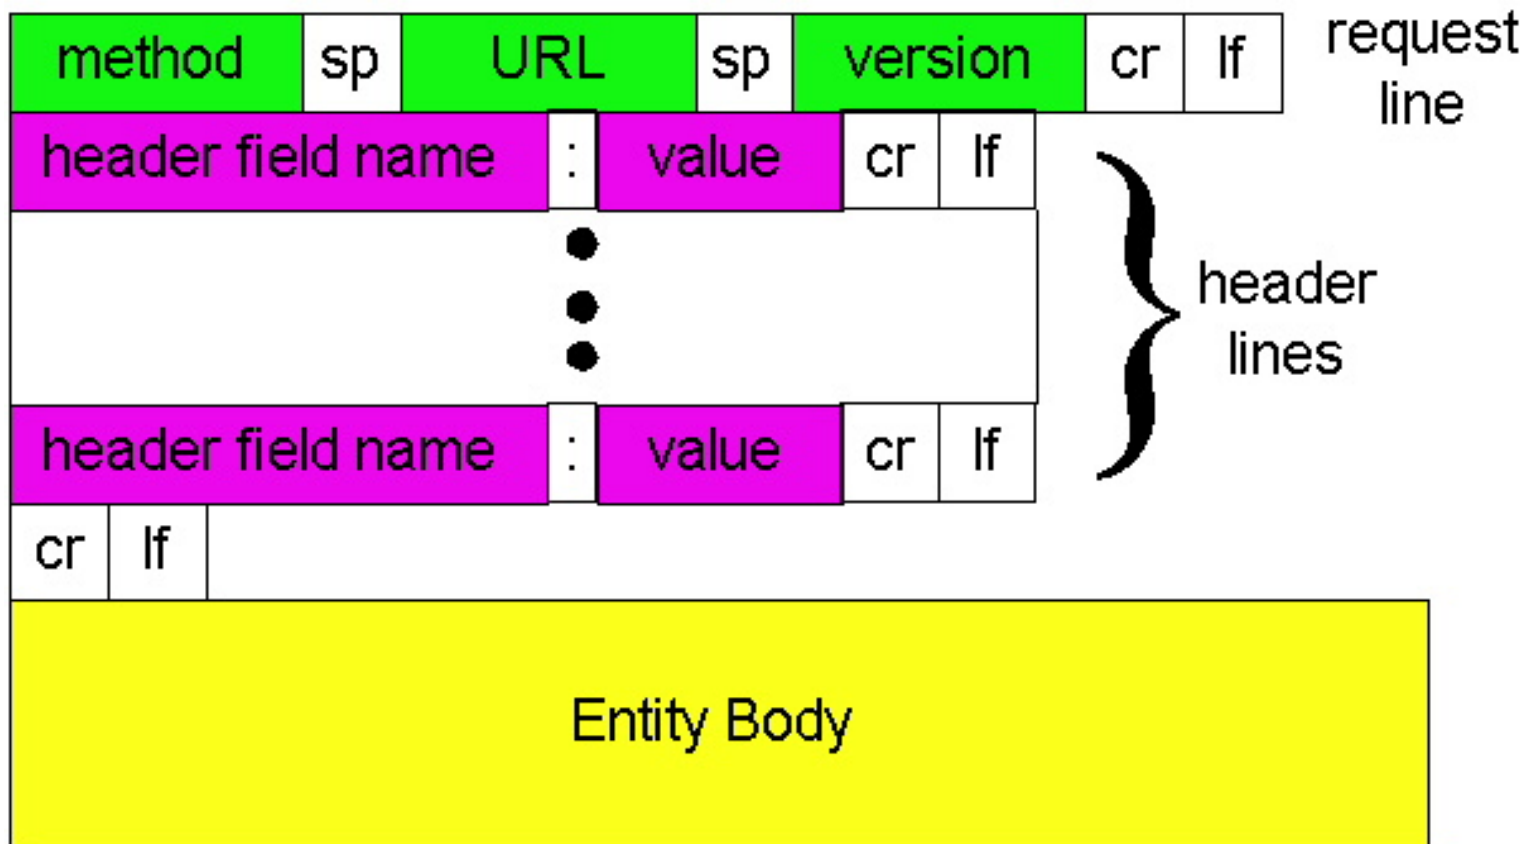 method sp URL sp version cr lf request line
header field name : value cr lf
header lines
header field name : value cr lf
cr lf
Entity Body